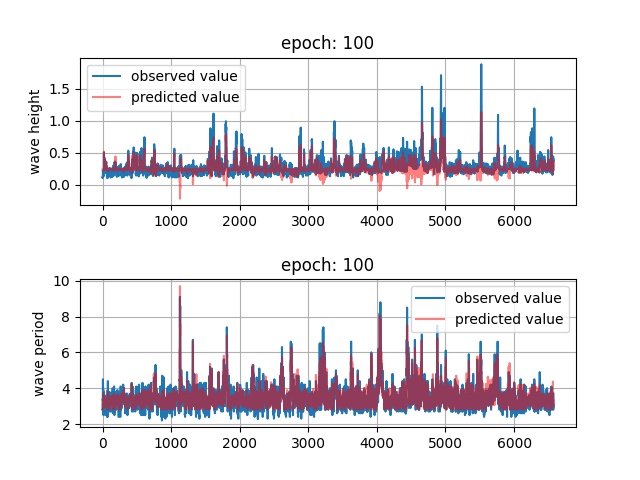 epoch: 100
wave height
1.5
1.0
0.5
0.0
observed value
predicted value
0 1000 2000 3000 4000 5000 6000
epoch: 100
wave period
10
8
6
4
2
observed value
predicted value
0 1000 2000 3000 4000 5000 6000